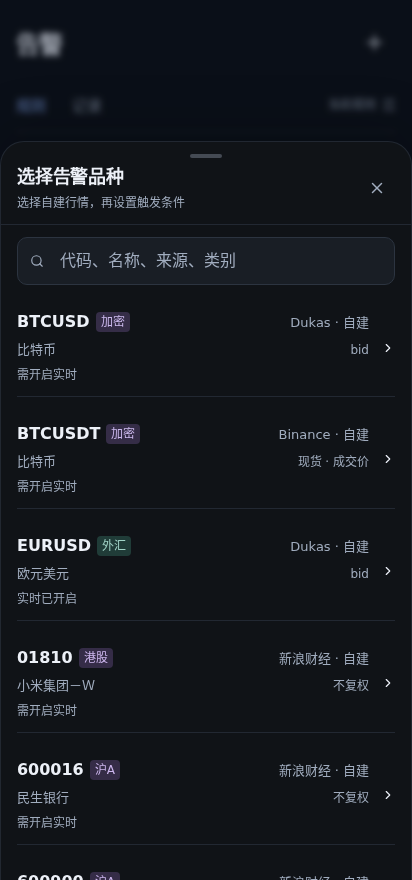 告警
选择告警品种
选择自建行情，再设置触发条件
代码、名称、来源、类别
BTCUSD 加密 Dukas · 自建
比特币 bid
需开启实时
BTCUSDT 加密 Binance · 自建
比特币 现货 · 成交价
需开启实时
EURUSD 外汇 Dukas · 自建
欧元美元 bid
实时已开启
01810 港股 新浪财经 · 自建
小米集团－W 不复权
需开启实时
600016 沪A 新浪财经 · 自建
民生银行 不复权
需开启实时